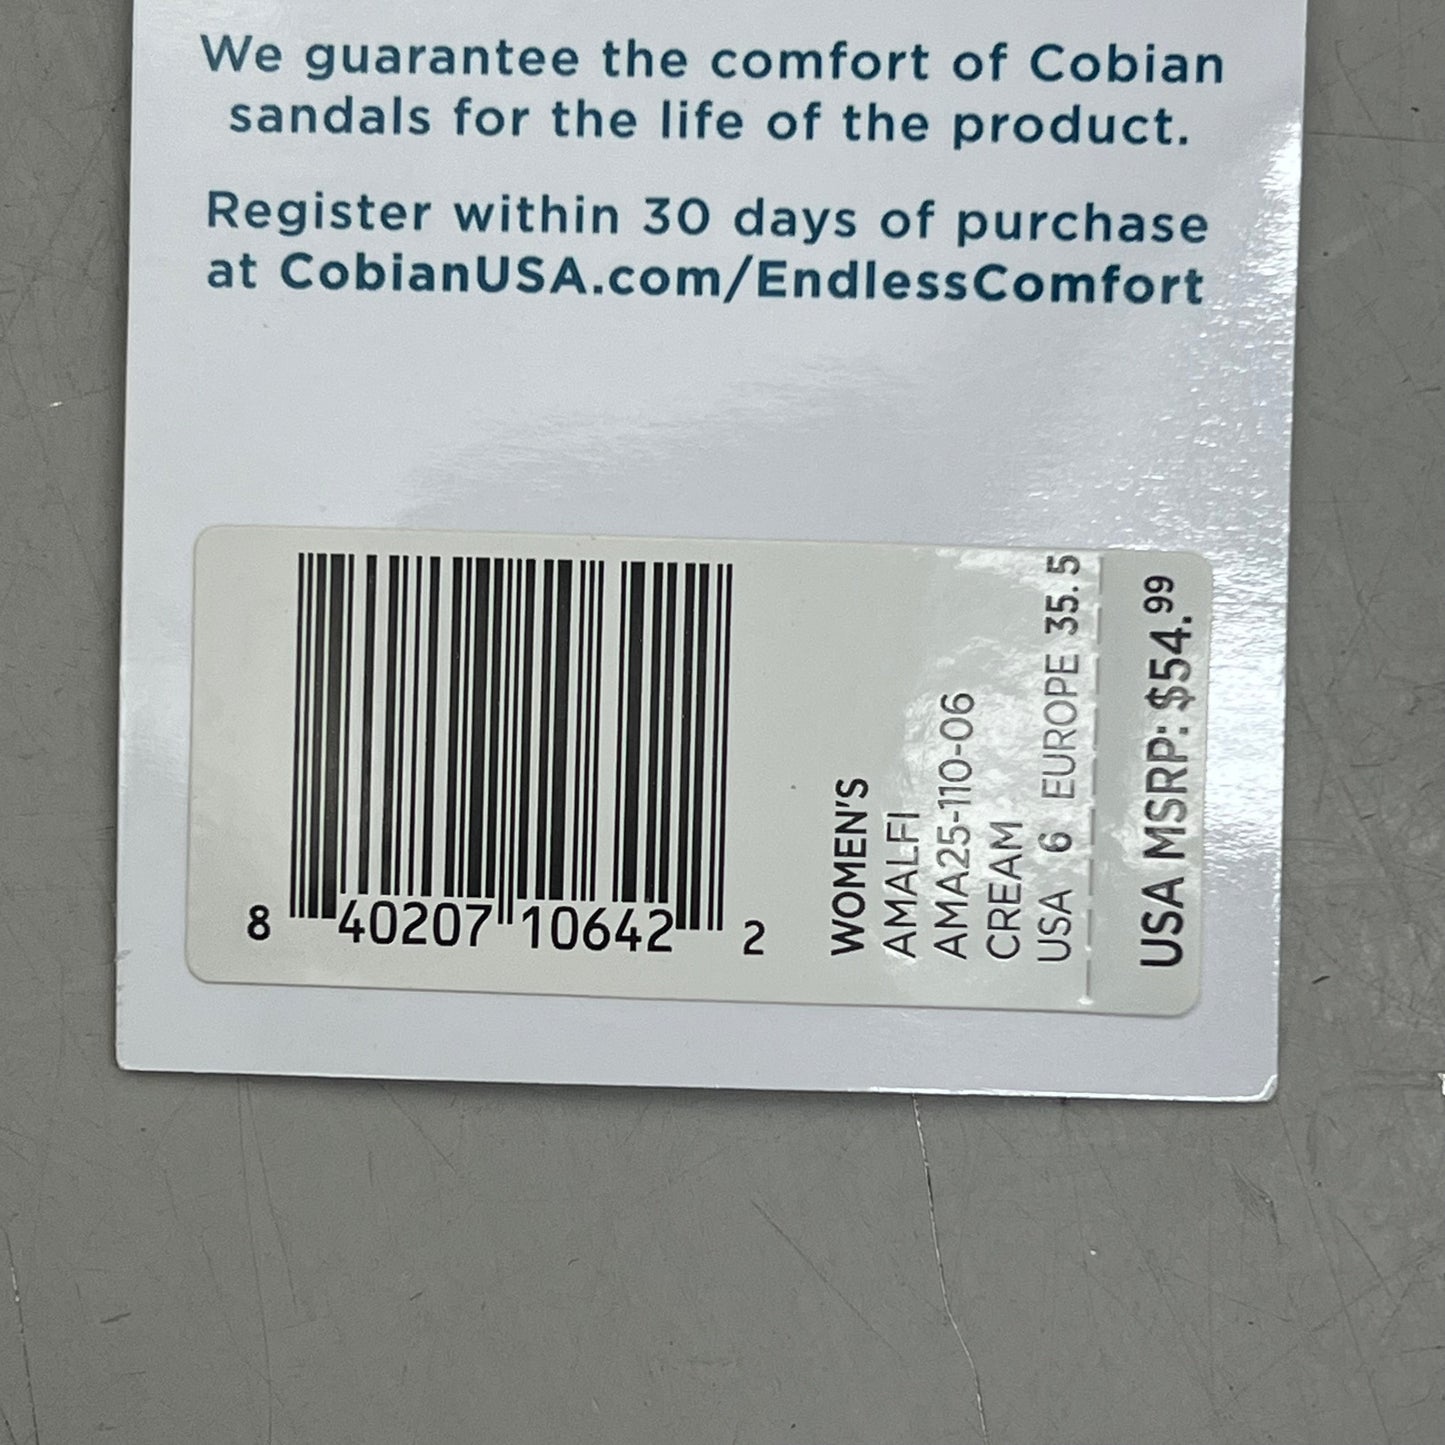 We guarantee the comfort of Cobian
sandals for the life of the product.
Register within 30 days of purchase
at CobianUSA.com/EndlessComfort
8 40207 10642 2
WOMEN'S
AMALFI
AMA25-110-06
CREAM
USA 6 EUROPE 35.5
USA MSRP: $54.99